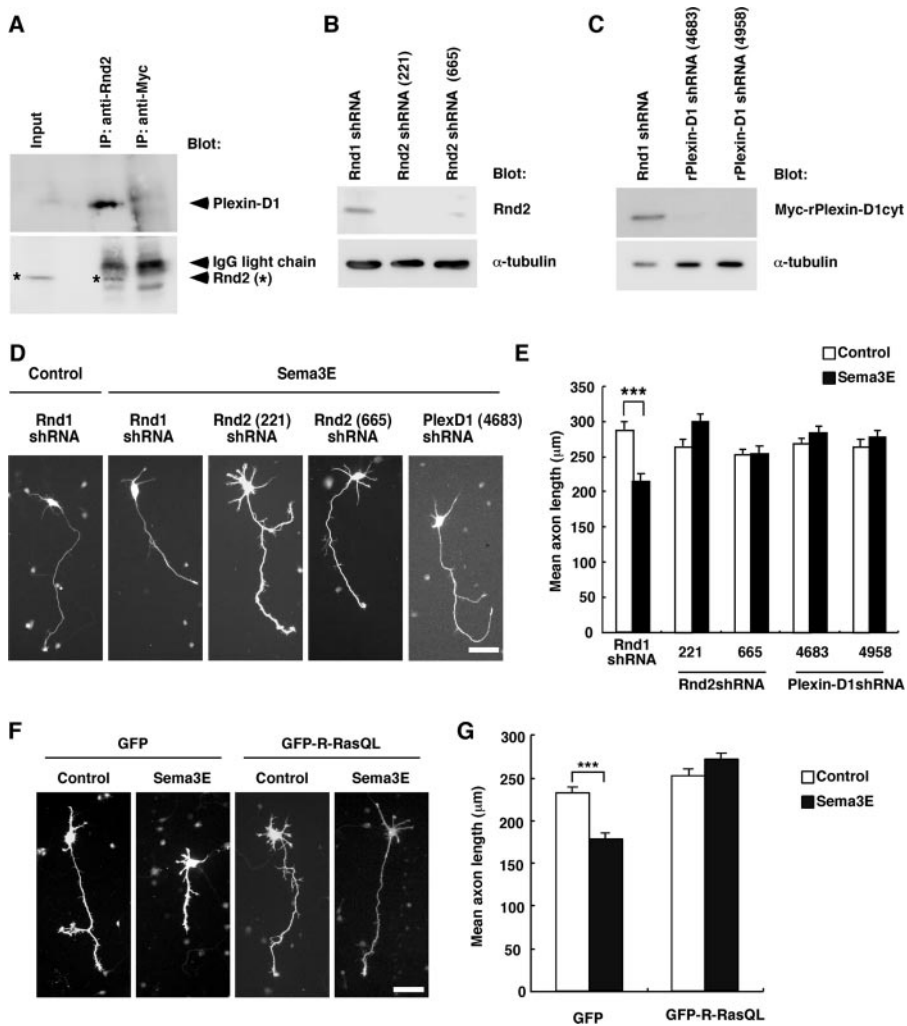 A
Input
IP: anti-Rnd2
IP: anti-Myc
Blot:
Plexin-D1
IgG light chain
* * Rnd2 (*)
B
Rnd1 shRNA
Rnd2 shRNA (221)
Rnd2 shRNA (665)
Blot:
Rnd2
α-tubulin
C
Rnd1 shRNA
rPlexin-D1 shRNA (4683)
rPlexin-D1 shRNA (4958)
Blot:
Myc-rPlexin-D1cyt
α-tubulin
D
Control Sema3E
Rnd1 Rnd1 Rnd2 (221) Rnd2 (665) PlexD1 (4683)
shRNA shRNA shRNA shRNA shRNA
E
Control
Sema3E
Mean axon length (μm)
350
300
250
200
150
100
50
0
***
Rnd1
shRNA
221 665 4683 4958
Rnd2shRNA Plexin-D1shRNA
F
GFP GFP-R-RasQL
Control Sema3E Control Sema3E
G
Control
Sema3E
Mean axon length (μm)
300
250
200
150
100
50
0
***
GFP GFP-R-RasQL